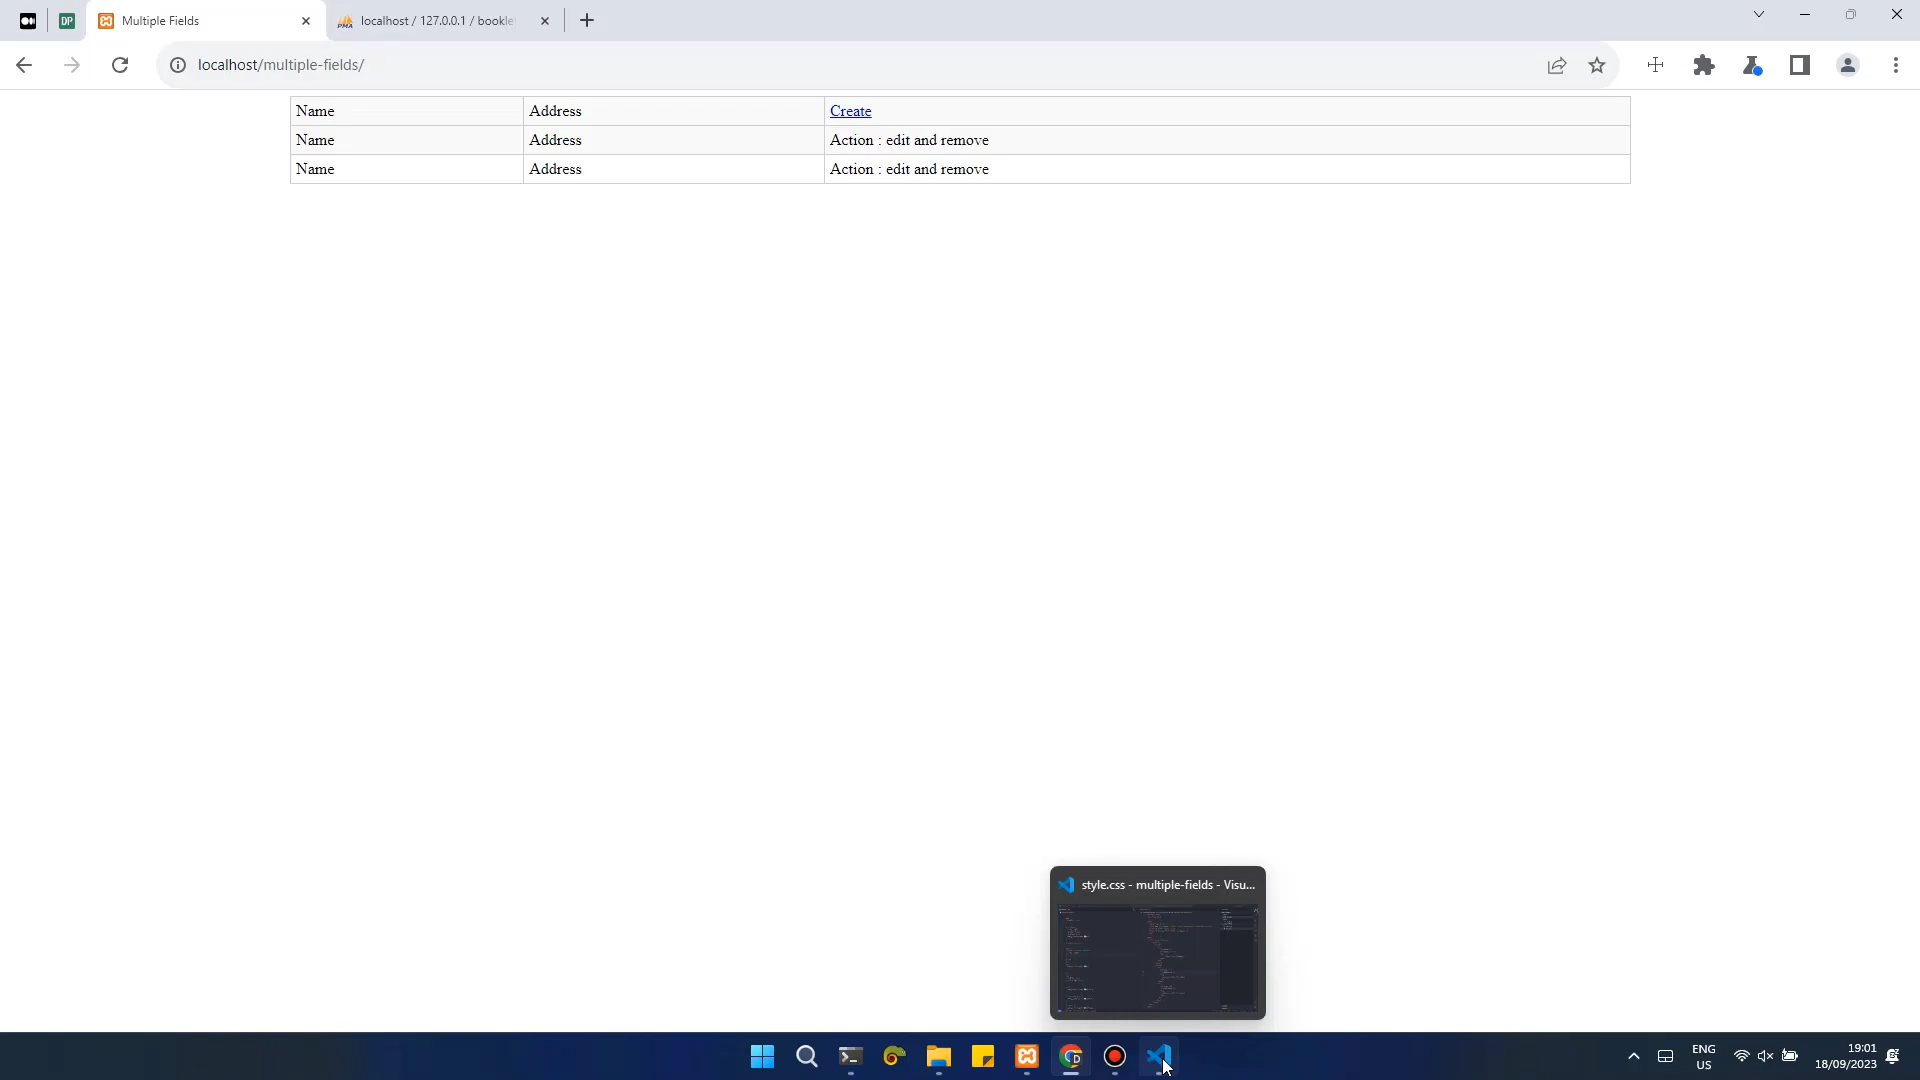 DP
Multiple Fields
PMA
localhost / 127.0.0.1 / bookle
localhost/multiple-fields/
Name Address Create
Name Address Action : edit and remove
Name Address Action : edit and remove
style.css - multiple-fields - Visu...
ENG
US
19:01
18/09/2023